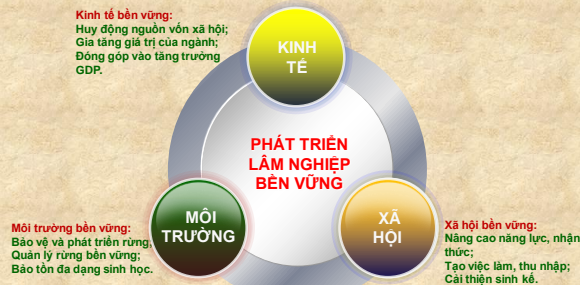 Kinh tế bền vững:
Huy động nguồn vốn xã hội;
Gia tăng giá trị của ngành;
Đóng góp vào tăng trưởng
GDP.
KINH
TẾ
PHÁT TRIỂN
LÂM NGHIỆP
BỀN VỮNG
MÔI
TRƯỜNG
XÃ
HỘI
Môi trường bền vững:
Bảo vệ và phát triển rừng;
Quản lý rừng bền vững;
Bảo tồn đa dạng sinh học.
Xã hội bền vững:
Nâng cao năng lực, nhận
thức;
Tạo việc làm, thu nhập;
Cải thiện sinh kế.